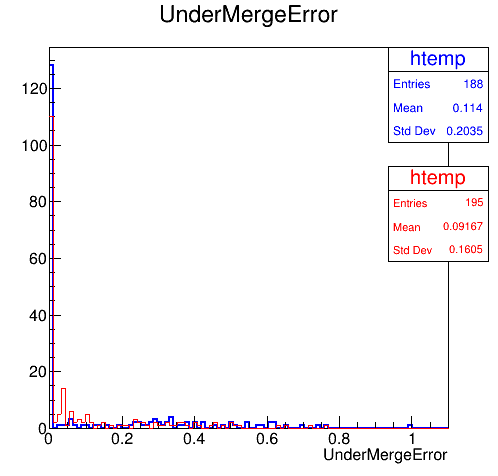 UnderMergeError
htemp
Entries 188
Mean 0.114
Std Dev 0.2035
htemp
Entries 195
Mean 0.09167
Std Dev 0.1605
120
100
80
60
40
20
0
0 0.2 0.4 0.6 0.8 1
UnderMergeError